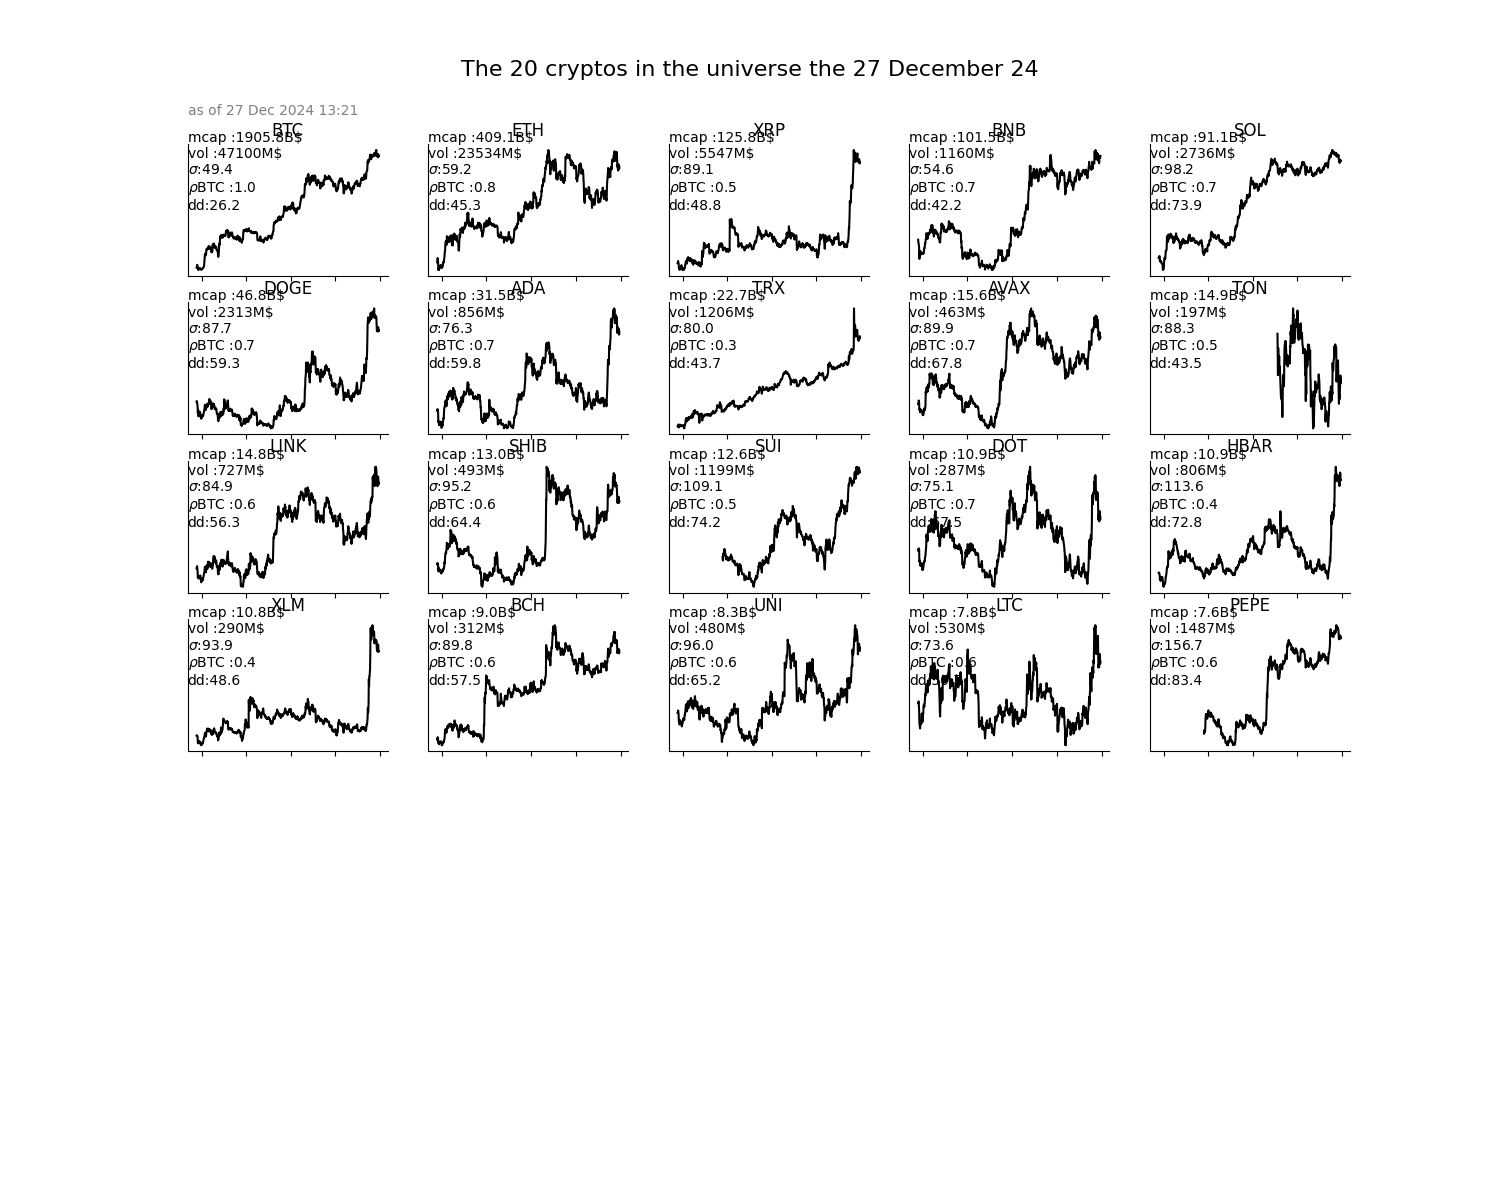 The 20 cryptos in the universe the 27 December 24
as of 27 Dec 2024 13:21
BTC
mcap :1905.8B$
vol :47100M$
σ:49.4
ρBTC :1.0
dd:26.2
ETH
mcap :409.1B$
vol :23534M$
σ:59.2
ρBTC :0.8
dd:45.3
XRP
mcap :125.8B$
vol :5547M$
σ:89.1
ρBTC :0.5
dd:48.8
BNB
mcap :101.5B$
vol :1160M$
σ:54.6
ρBTC :0.7
dd:42.2
SOL
mcap :91.1B$
vol :2736M$
σ:98.2
ρBTC :0.7
dd:73.9
DOGE
mcap :46.8B$
vol :2313M$
σ:87.7
ρBTC :0.7
dd:59.3
ADA
mcap :31.5B$
vol :856M$
σ:76.3
ρBTC :0.7
dd:59.8
TRX
mcap :22.7B$
vol :1206M$
σ:80.0
ρBTC :0.3
dd:43.7
AVAX
mcap :15.6B$
vol :463M$
σ:89.9
ρBTC :0.7
dd:67.8
TON
mcap :14.9B$
vol :197M$
σ:88.3
ρBTC :0.5
dd:43.5
LINK
mcap :14.8B$
vol :727M$
σ:84.9
ρBTC :0.6
dd:56.3
SHIB
mcap :13.0B$
vol :493M$
σ:95.2
ρBTC :0.6
dd:64.4
SUI
mcap :12.6B$
vol :1199M$
σ:109.1
ρBTC :0.5
dd:74.2
DOT
mcap :10.9B$
vol :287M$
σ:75.1
ρBTC :0.7
HBAR
mcap :10.9B$
vol :806M$
σ:113.6
ρBTC :0.4
dd:72.8
XLM
mcap :10.8B$
vol :290M$
σ:93.9
ρBTC :0.4
dd:48.6
BCH
mcap :9.0B$
vol :312M$
σ:89.8
ρBTC :0.6
dd:57.5
UNI
mcap :8.3B$
vol :480M$
σ:96.0
ρBTC :0.6
dd:65.2
LTC
mcap :7.8B$
vol :530M$
σ:73.6
ρBTC :0.6
PEPE
mcap :7.6B$
vol :1487M$
σ:156.7
ρBTC :0.6
dd:83.4